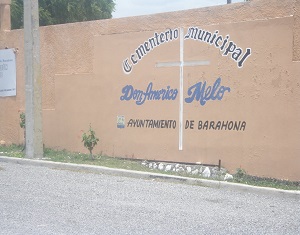 Cementerio Municipal
Don America Melo
AYUNTAMIENTO DE BARAHONA